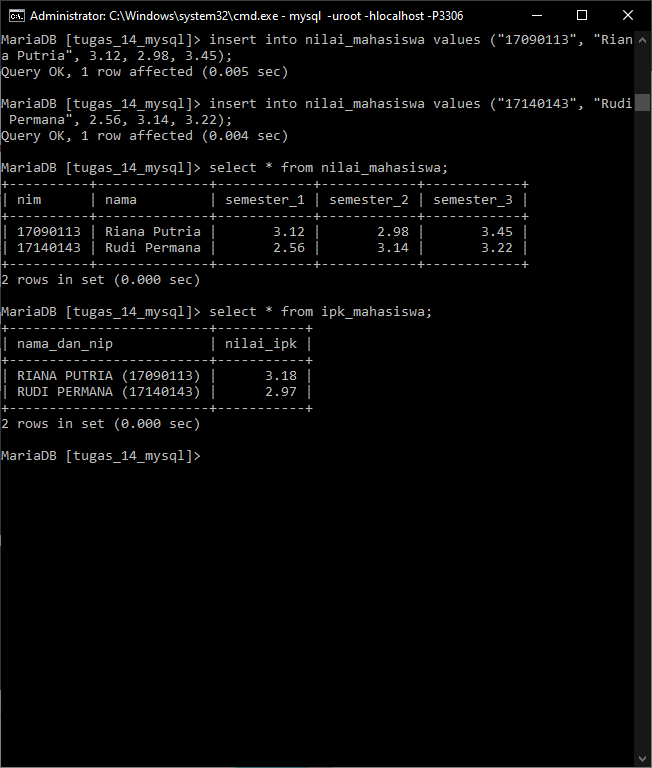 Administrator: C:\Windows\system32\cmd.exe - mysql  -uroot -hlocalhost -P3306
MariaDB [tugas_14_mysql]> insert into nilai_mahasiswa values ("17090113", "Rian
a Putria", 3.12, 2.98, 3.45);
Query OK, 1 row affected (0.005 sec)

MariaDB [tugas_14_mysql]> insert into nilai_mahasiswa values ("17140143", "Rudi
 Permana", 2.56, 3.14, 3.22);
Query OK, 1 row affected (0.004 sec)

MariaDB [tugas_14_mysql]> select * from nilai_mahasiswa;
+----------+--------------+------------+------------+------------+
| nim      | nama         | semester_1 | semester_2 | semester_3 |
+----------+--------------+------------+------------+------------+
| 17090113 | Riana Putria |       3.12 |       2.98 |       3.45 |
| 17140143 | Rudi Permana |       2.56 |       3.14 |       3.22 |
+----------+--------------+------------+------------+------------+
2 rows in set (0.000 sec)

MariaDB [tugas_14_mysql]> select * from ipk_mahasiswa;
+-------------------------+-----------+
| nama_dan_nip            | nilai_ipk |
+-------------------------+-----------+
| RIANA PUTRIA (17090113) |      3.18 |
| RUDI PERMANA (17140143) |      2.97 |
+-------------------------+-----------+
2 rows in set (0.000 sec)

MariaDB [tugas_14_mysql]>